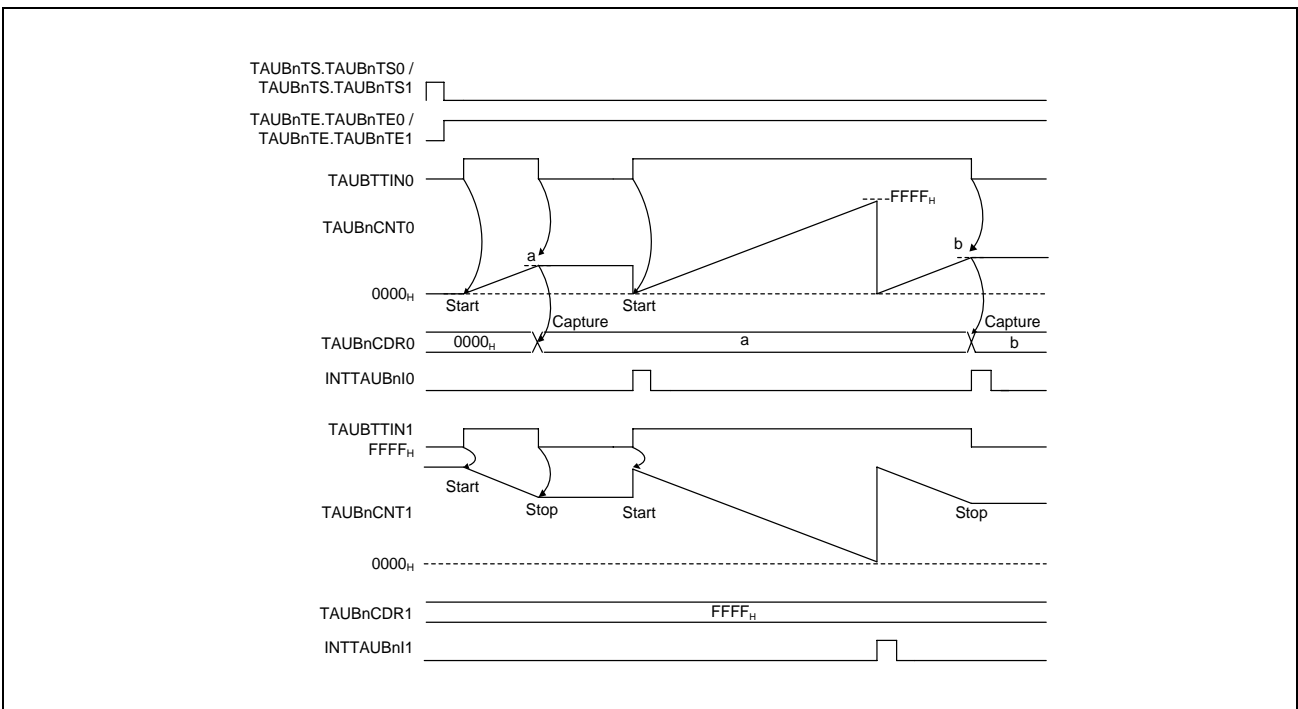 TAUBnTS.TAUBnTS0 /
TAUBnTS.TAUBnTS1
TAUBnTE.TAUBnTE0 /
TAUBnTE.TAUBnTE1
TAUBTTIN0
FFFFH
TAUBnCNT0
a
b
0000H
Start
Start
Capture
Capture
TAUBnCDR0
0000H
a
b
INTTAUBnI0
TAUBTTIN1
FFFFH
Start
TAUBnCNT1
Stop
Start
Stop
0000H
TAUBnCDR1
FFFFH
INTTAUBnI1